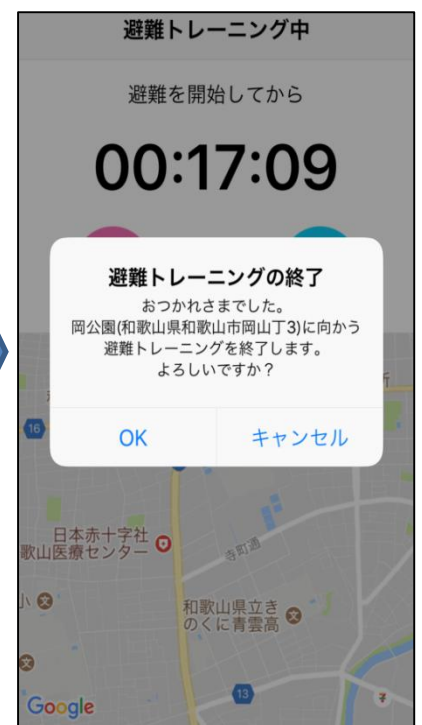 避難トレーニング中
避難を開始してから
00:17:09
避難トレーニングの終了
おつかれさまでした。
岡公園(和歌山県和歌山市岡山丁3)に向かう
避難トレーニングを終了します。
よろしいですか？
OK
キャンセル
所
16
日本赤十字社
歌山医療センター
寺町通
小
文
和歌山県立き
のくに青雲高
文
文
13
Google
7